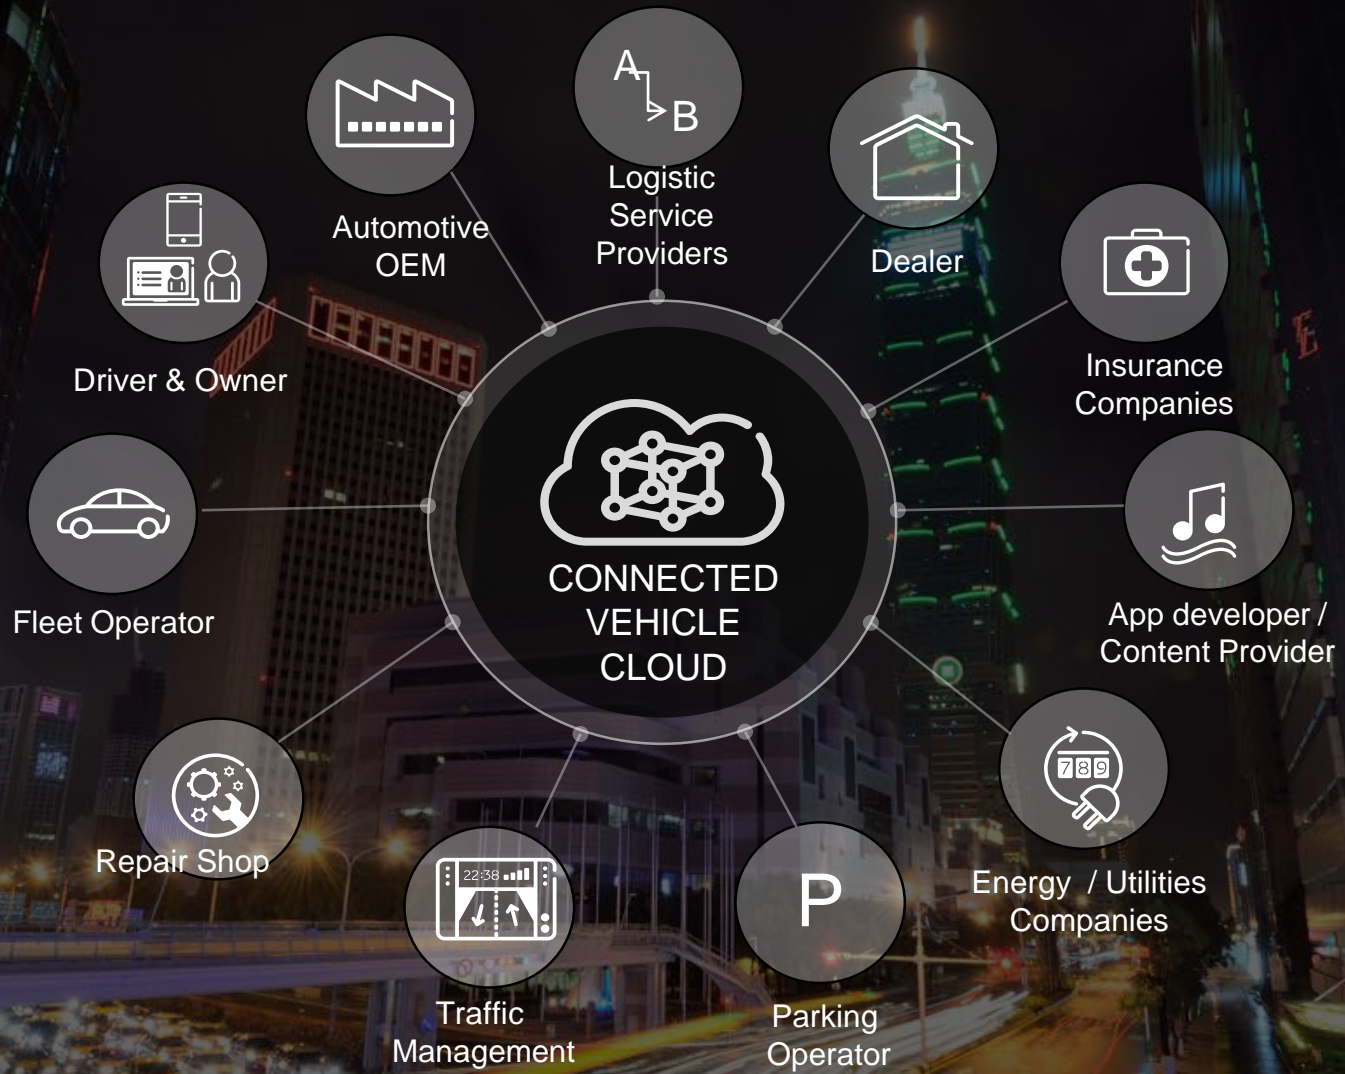 A
B
Logistic
Service
Providers
Automotive
OEM
Dealer
Driver & Owner
Insurance
Companies
CONNECTED
VEHICLE
CLOUD
Fleet Operator
App developer /
Content Provider
789
Repair Shop
22:38
P
Energy / Utilities
Companies
Traffic
Management
Parking
Operator